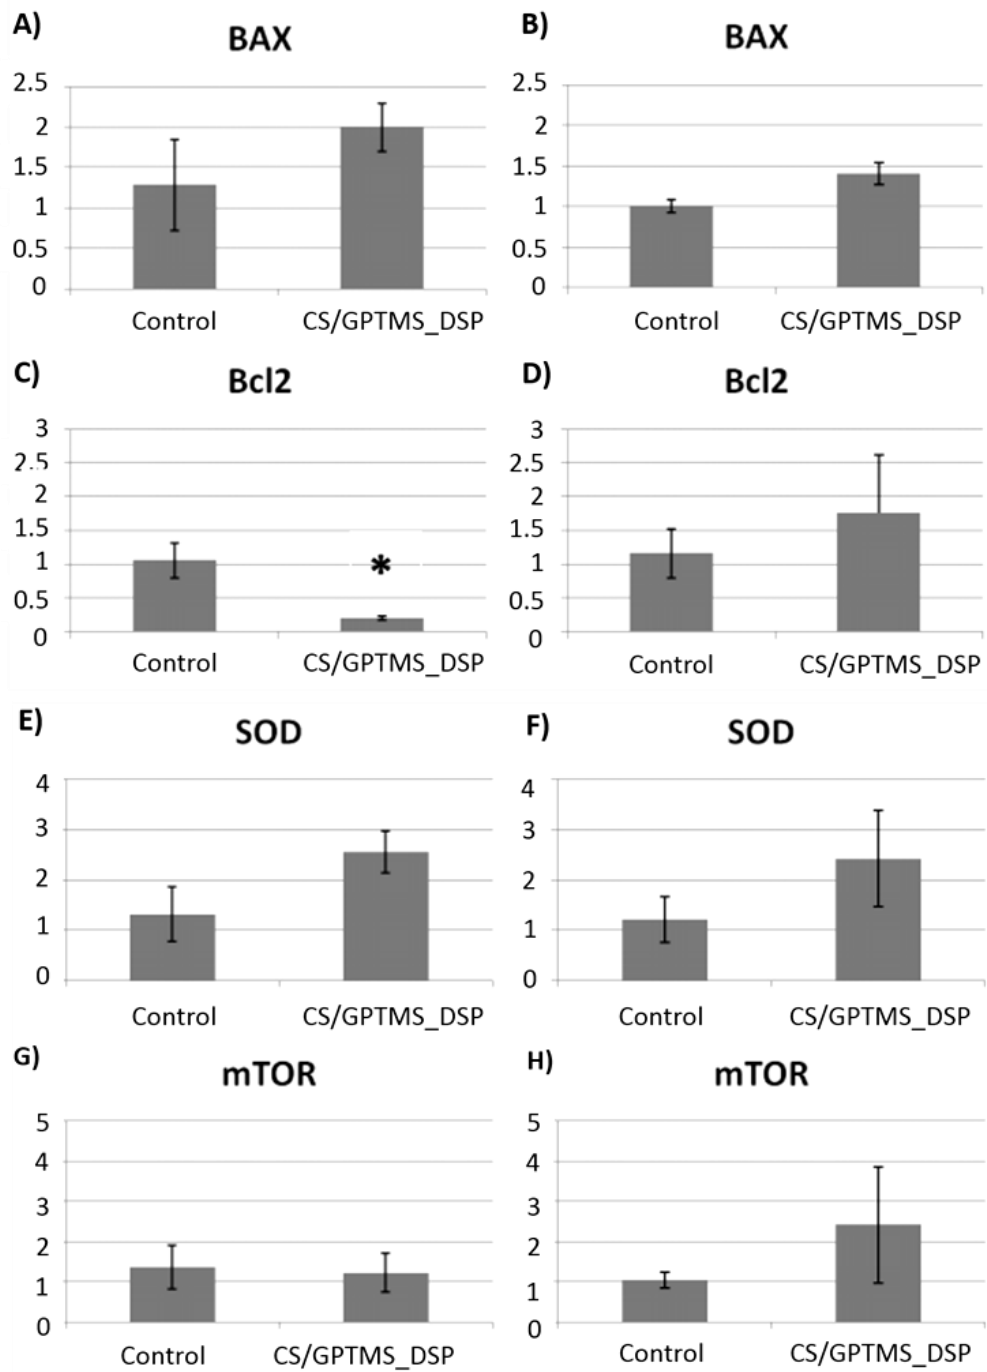 A)
BAX
2.5
2
1.5
1
0.5
0
Control CS/GPTMS_DSP
B)
BAX
2.5
2
1.5
1
0.5
0
Control CS/GPTMS_DSP
C)
Bcl2
3
2.5
2
1.5
1
0.5
0
*
Control CS/GPTMS_DSP
D)
Bcl2
3
2.5
2
1.5
1
0.5
0
Control CS/GPTMS_DSP
E)
SOD
4
3
2
1
0
Control CS/GPTMS_DSP
F)
SOD
4
3
2
1
0
Control CS/GPTMS_DSP
G)
mTOR
5
4
3
2
1
0
Control CS/GPTMS_DSP
H)
mTOR
5
4
3
2
1
0
Control CS/GPTMS_DSP